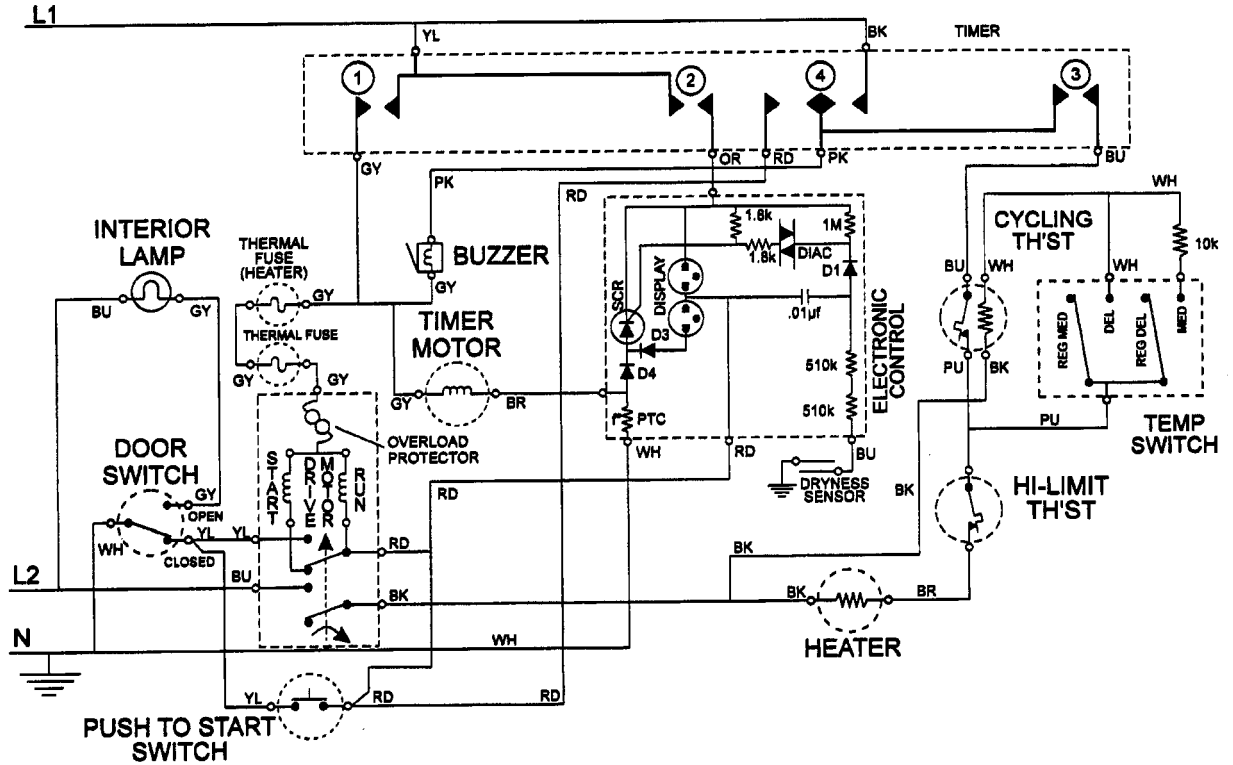 L1
YL
BK
TIMER
1
2
4
3
GY
OR
RD
PK
BU
PK
RD
WH
INTERIOR
LAMP
BU
GY
THERMAL
FUSE
(HEATER)
GY
BUZZER
GY
THERMAL FUSE
GY
GY
TIMER
MOTOR
GY
BR
1.8k
1M
1.8k
DIAC
D1
SCR
DISPLAY
.01µf
D3
D4
510k
510k
PTC
ELECTRONIC
CONTROL
WH
RD
BU
CYCLING
TH'ST
BU
WH
PU
BK
WH
10k
REG MED
DEL
REG DEL
MED
PU
TEMP
SWITCH
OVERLOAD
PROTECTOR
START
DRIVE
MOTOR
RUN
DOOR
SWITCH
GY
OPEN
WH
YL
YL
CLOSED
RD
RD
DRYNESS
SENSOR
BK
HI-LIMIT
TH'ST
L2
BU
BK
BK
BK
BR
HEATER
N
WH
YL
RD
RD
PUSH TO START
SWITCH